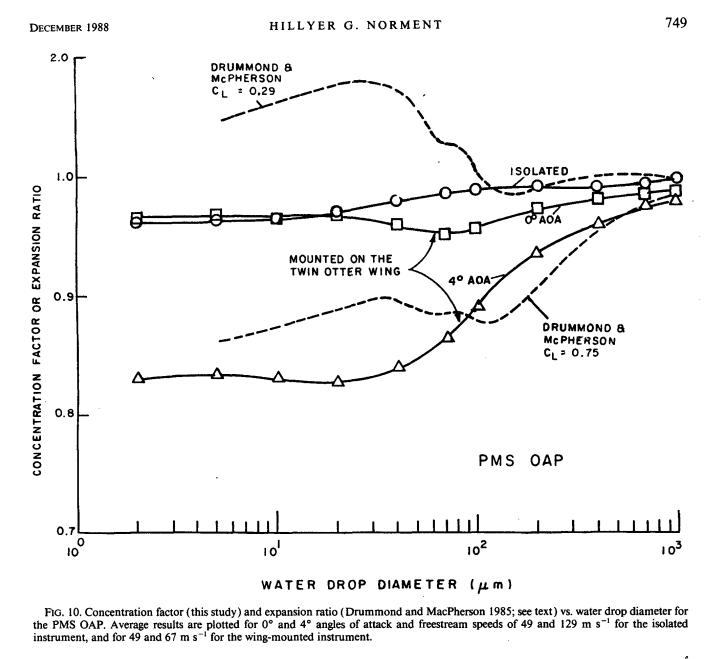 DECEMBER 1988
HILLYER G. NORMENT
749
2.0
DRUMMOND &
McPHERSON
CL = 0.29
1.0
ISOLATED
0° AOA
MOUNTED ON THE
TWIN OTTER WING
4° AOA
0.9
DRUMMOND &
McPHERSON
CL = 0.75
0.8
PMS OAP
0.7
CONCENTRATION FACTOR OR EXPANSION RATIO
10⁰
10¹
10²
10³
WATER DROP DIAMETER (μm)
FIG. 10. Concentration factor (this study) and expansion ratio (Drummond and MacPherson 1985; see text) vs. water drop diameter for
the PMS OAP. Average results are plotted for 0° and 4° angles of attack and freestream speeds of 49 and 129 m s⁻¹ for the isolated
instrument, and for 49 and 67 m s⁻¹ for the wing-mounted instrument.